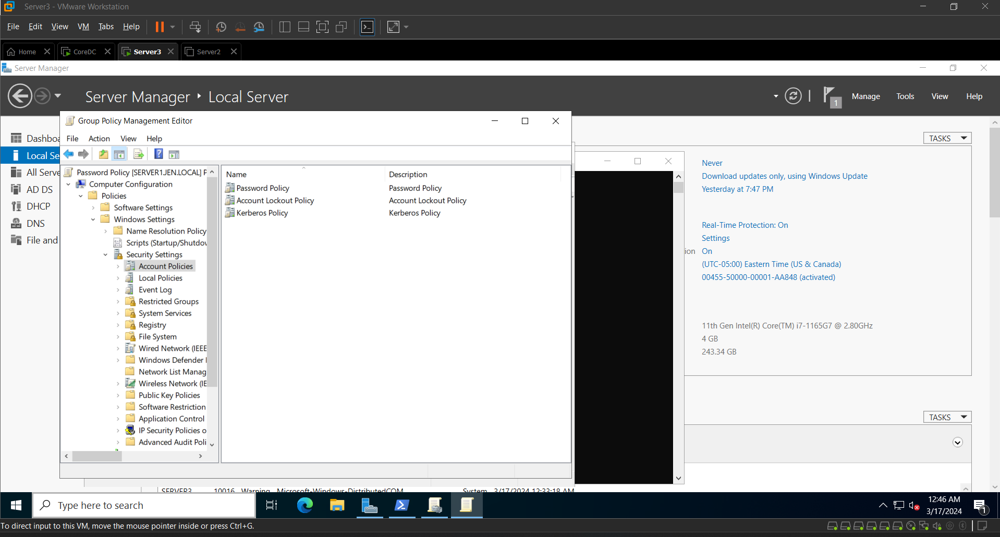 Server3 - VMware Workstation
File Edit View VM Tabs Help
Home CoreDC Server3 Server2
Server Manager
Server Manager Local Server
1 Manage Tools View Help
Group Policy Management Editor
File Action View Help
Dashboa
Local Se
All Serve
AD DS
DHCP
DNS
File and
Password Policy [SERVER1.JEN.LOCAL] P
Computer Configuration
Policies
Software Settings
Windows Settings
Name Resolution Policy
Scripts (Startup/Shutdow
Security Settings
Account Policies
Local Policies
Event Log
Restricted Groups
System Services
Registry
File System
Wired Network (IEEE
Windows Defender
Network List Manag
Wireless Network (IE
Public Key Policies
Software Restriction
Application Control
IP Security Policies o
Advanced Audit Poli
Name Description
Password Policy Password Policy
Account Lockout Policy Account Lockout Policy
Kerberos Policy Kerberos Policy
TASKS
Never
Download updates only, using Windows Update
Yesterday at 7:47 PM
Real-Time Protection: On
Settings
ion On
(UTC-05:00) Eastern Time (US & Canada)
00455-50000-00001-AA848 (activated)
11th Gen Intel(R) Core(TM) i7-1165G7 @ 2.80GHz
4 GB
243.34 GB
TASKS
SERVER3 10016 Warning Microsoft-Windows-DistributedCOM System 3/17/2024 12:33:18 AM
Type here to search
12:46 AM
3/17/2024
1
To direct input to this VM, move the mouse pointer inside or press Ctrl+G.